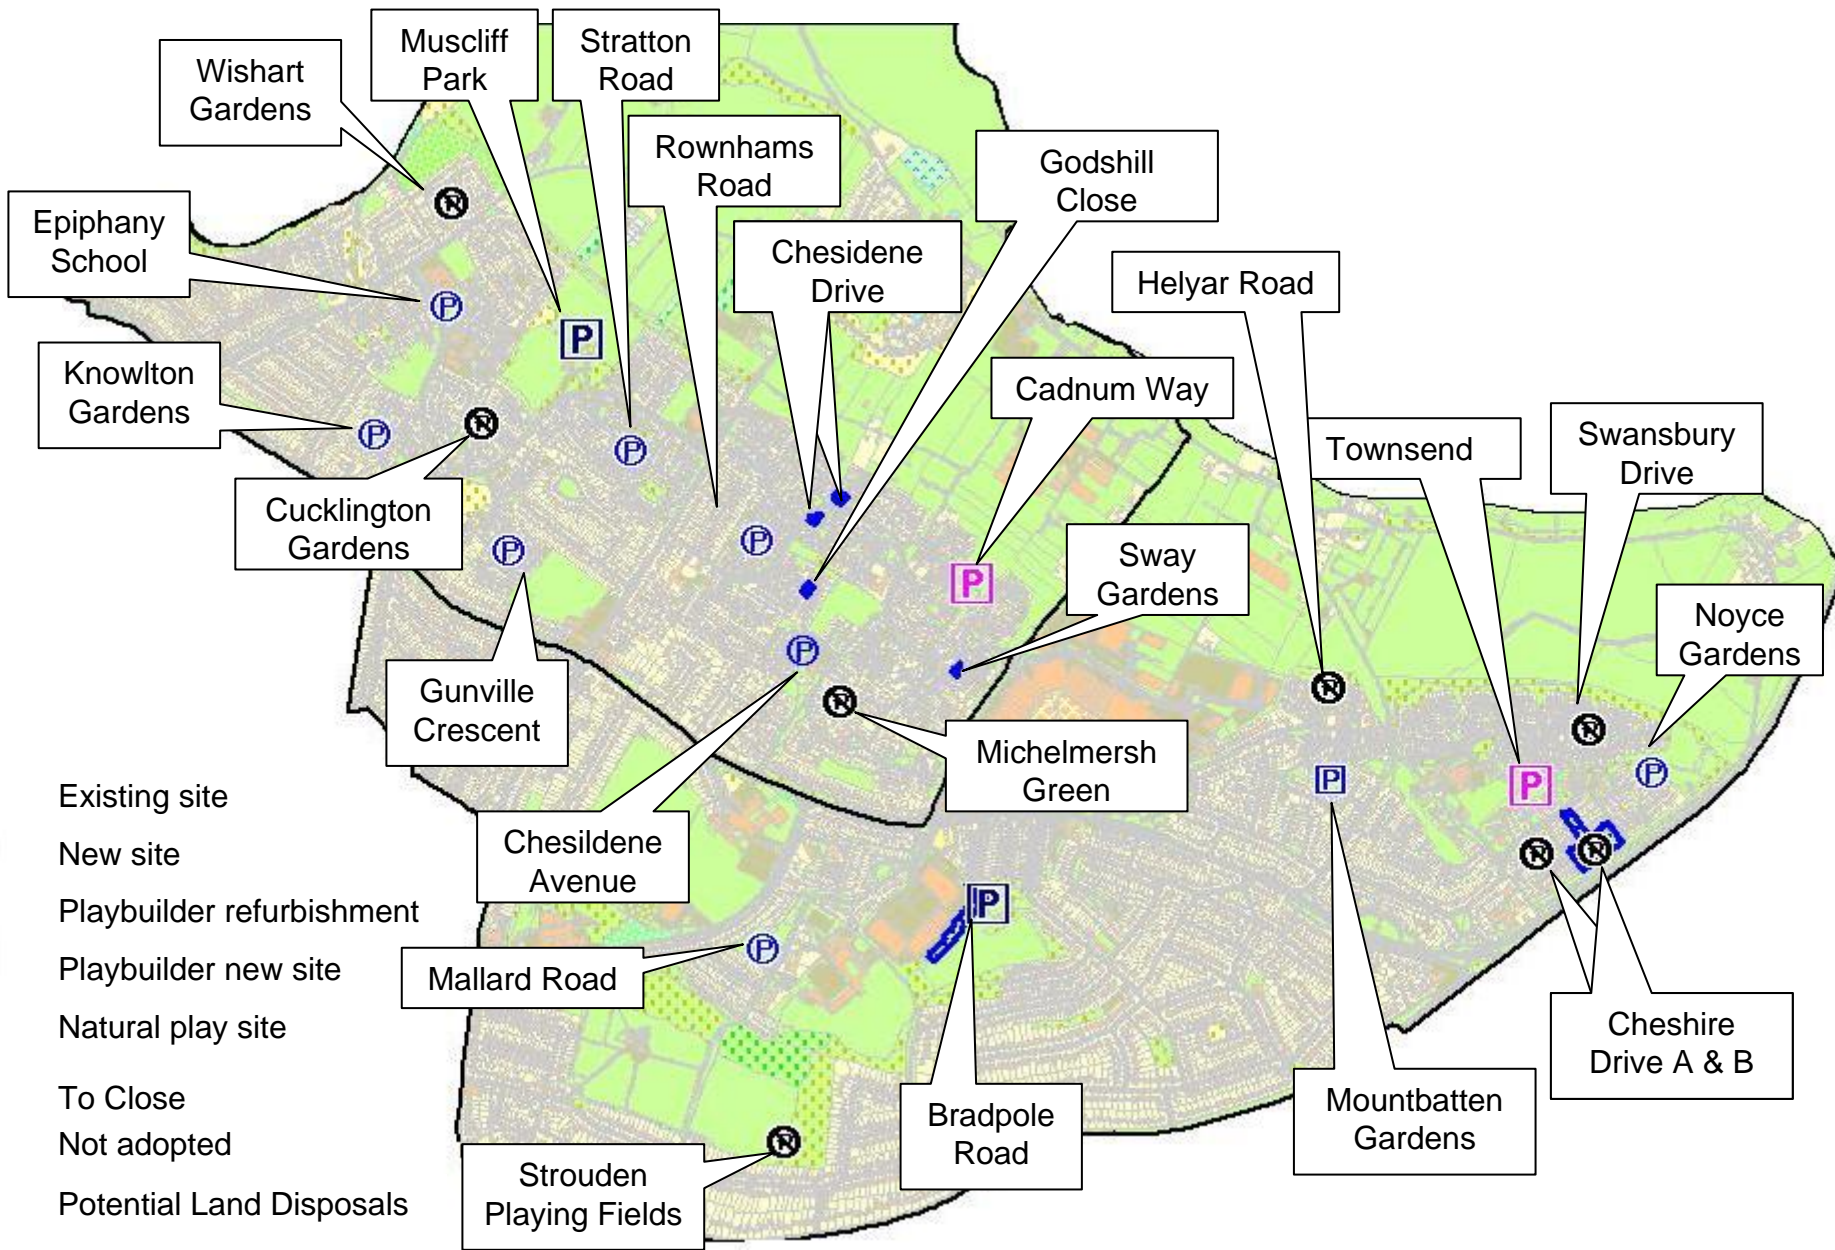 Wishart
Gardens
Muscliff
Park
Stratton
Road
Rownhams
Road
Godshill
Close
Epiphany
School
Chesidene
Drive
Helyar Road
P
P
Knowlton
Gardens
Cadnum Way
Townsend
Swansbury
Drive
P
P
Cucklington
Gardens
P
P
P
Sway
Gardens
Noyce
Gardens
P
Gunville
Crescent
Michelmersh
Green
P
P
P
Existing site
New site
Playbuilder refurbishment
Playbuilder new site
Natural play site
To Close
Not adopted
Potential Land Disposals
Chesildene
Avenue
P
P
Mallard Road
Cheshire
Drive A & B
Bradpole
Road
Mountbatten
Gardens
Strouden
Playing Fields